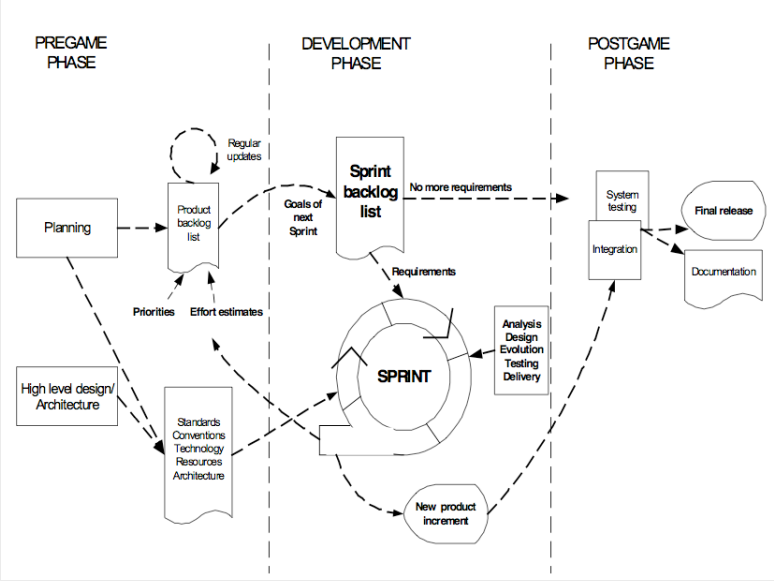 PREGAME
PHASE
DEVELOPMENT
PHASE
POSTGAME
PHASE
Regular
updates
Planning
Product
backlog
list
Goals of
next
Sprint
Sprint
backlog
list
No more requirements
System
testing
Integration
Final release
Documentation
Priorities
Effort estimates
Requirements
High level design/
Architecture
Standards
Conventions
Technology
Resources
Architecture
SPRINT
Analysis
Design
Evolution
Testing
Delivery
New product
increment